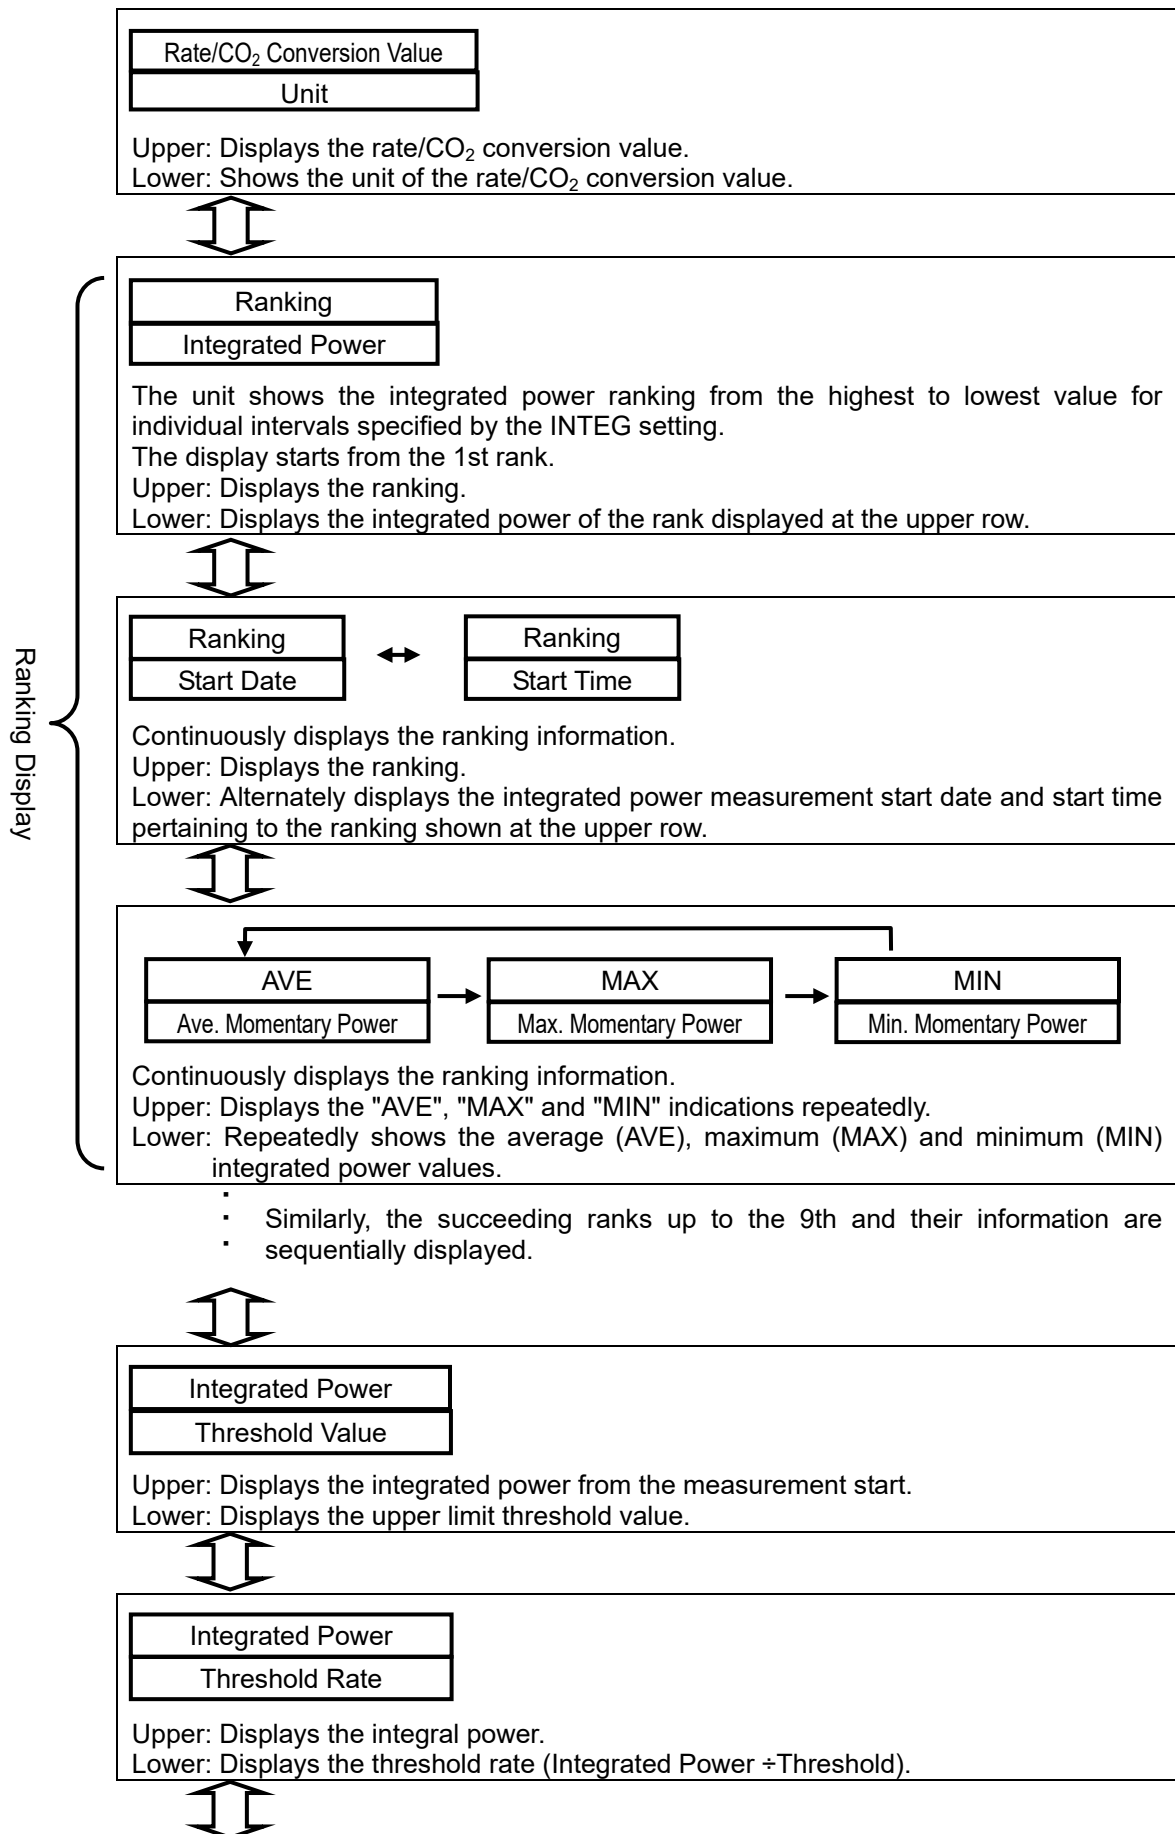 Rate/CO₂ Conversion Value
Unit
Upper: Displays the rate/CO₂ conversion value.
Lower: Shows the unit of the rate/CO₂ conversion value.
Ranking Display
Ranking
Integrated Power
The unit shows the integrated power ranking from the highest to lowest value for
individual intervals specified by the INTEG setting.
The display starts from the 1st rank.
Upper: Displays the ranking.
Lower: Displays the integrated power of the rank displayed at the upper row.
Ranking
Start Date
Ranking
Start Time
Continuously displays the ranking information.
Upper: Displays the ranking.
Lower: Alternately displays the integrated power measurement start date and start time
pertaining to the ranking shown at the upper row.
AVE
Ave. Momentary Power
MAX
Max. Momentary Power
MIN
Min. Momentary Power
Continuously displays the ranking information.
Upper: Displays the "AVE", "MAX" and "MIN" indications repeatedly.
Lower: Repeatedly shows the average (AVE), maximum (MAX) and minimum (MIN)
integrated power values.
Similarly, the succeeding ranks up to the 9th and their information are
sequentially displayed.
Integrated Power
Threshold Value
Upper: Displays the integrated power from the measurement start.
Lower: Displays the upper limit threshold value.
Integrated Power
Threshold Rate
Upper: Displays the integral power.
Lower: Displays the threshold rate (Integrated Power ÷Threshold).